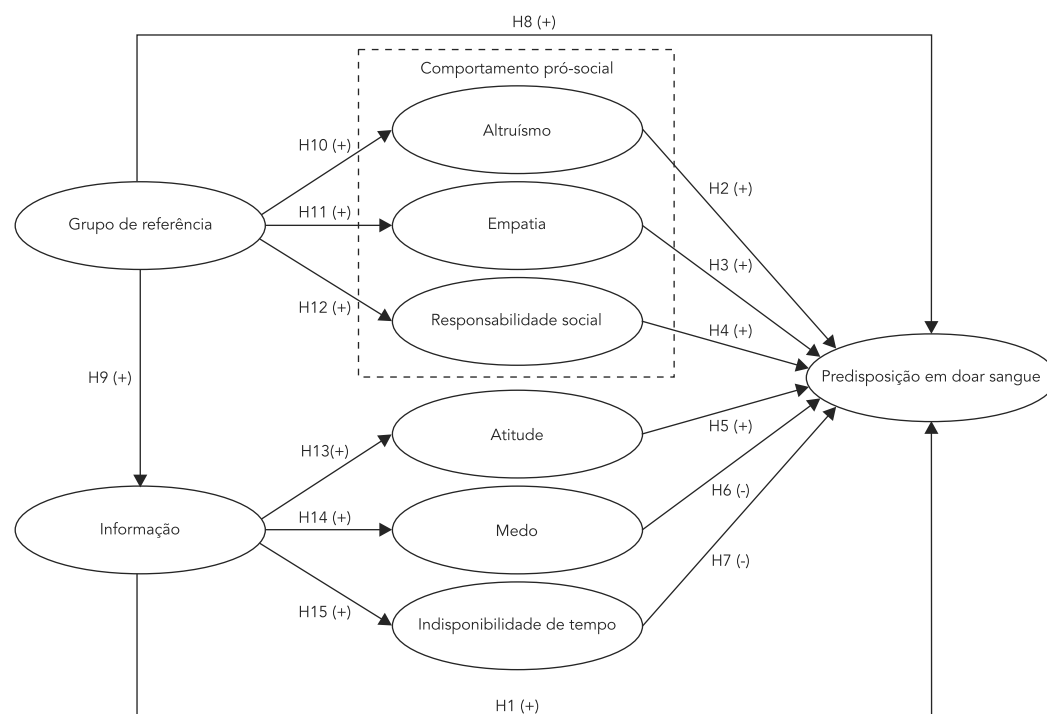 H8 (+)
Comportamento pró-social
Altruísmo
H10 (+)
H2 (+)
Grupo de referência
H11 (+)
Empatia
H3 (+)
H12 (+)
Responsabilidade social
H4 (+)
H9 (+)
Predisposição em doar sangue
Atitude
H5 (+)
H13(+)
H6 (-)
H14 (+)
Informação
Medo
H7 (-)
H15 (+)
Indisponibilidade de tempo
H1 (+)